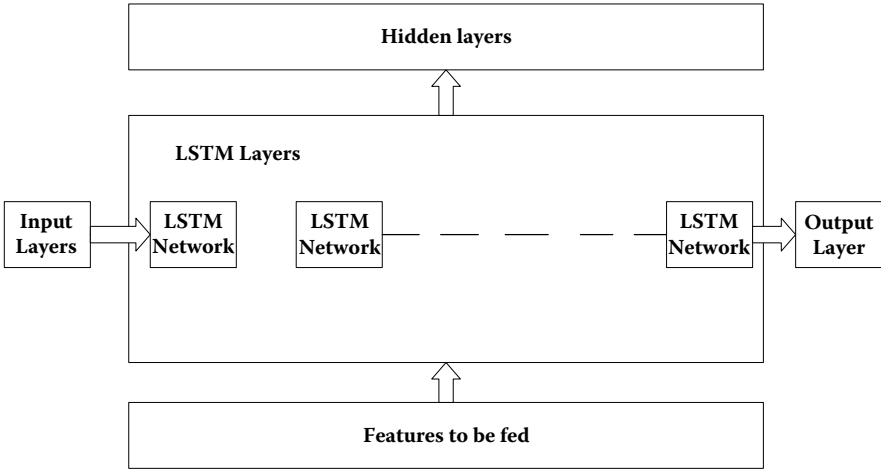 Hidden layers
LSTM Layers
Input
Layers
LSTM
Network
LSTM
Network
LSTM
Network
Output
Layer
Features to be fed